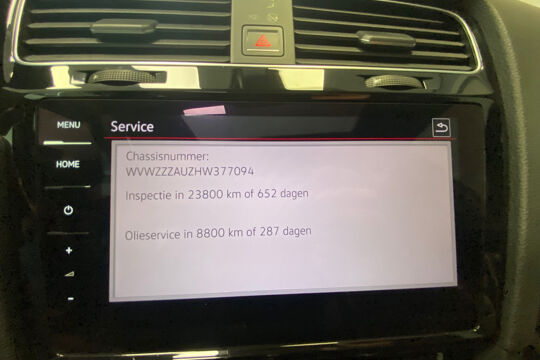 MENU
Service
HOME
Chassisnummer:
WVWZZZAUZHW377094
Inspectie in 23800 km of 652 dagen
Olieservice in 8800 km of 287 dagen
+
-